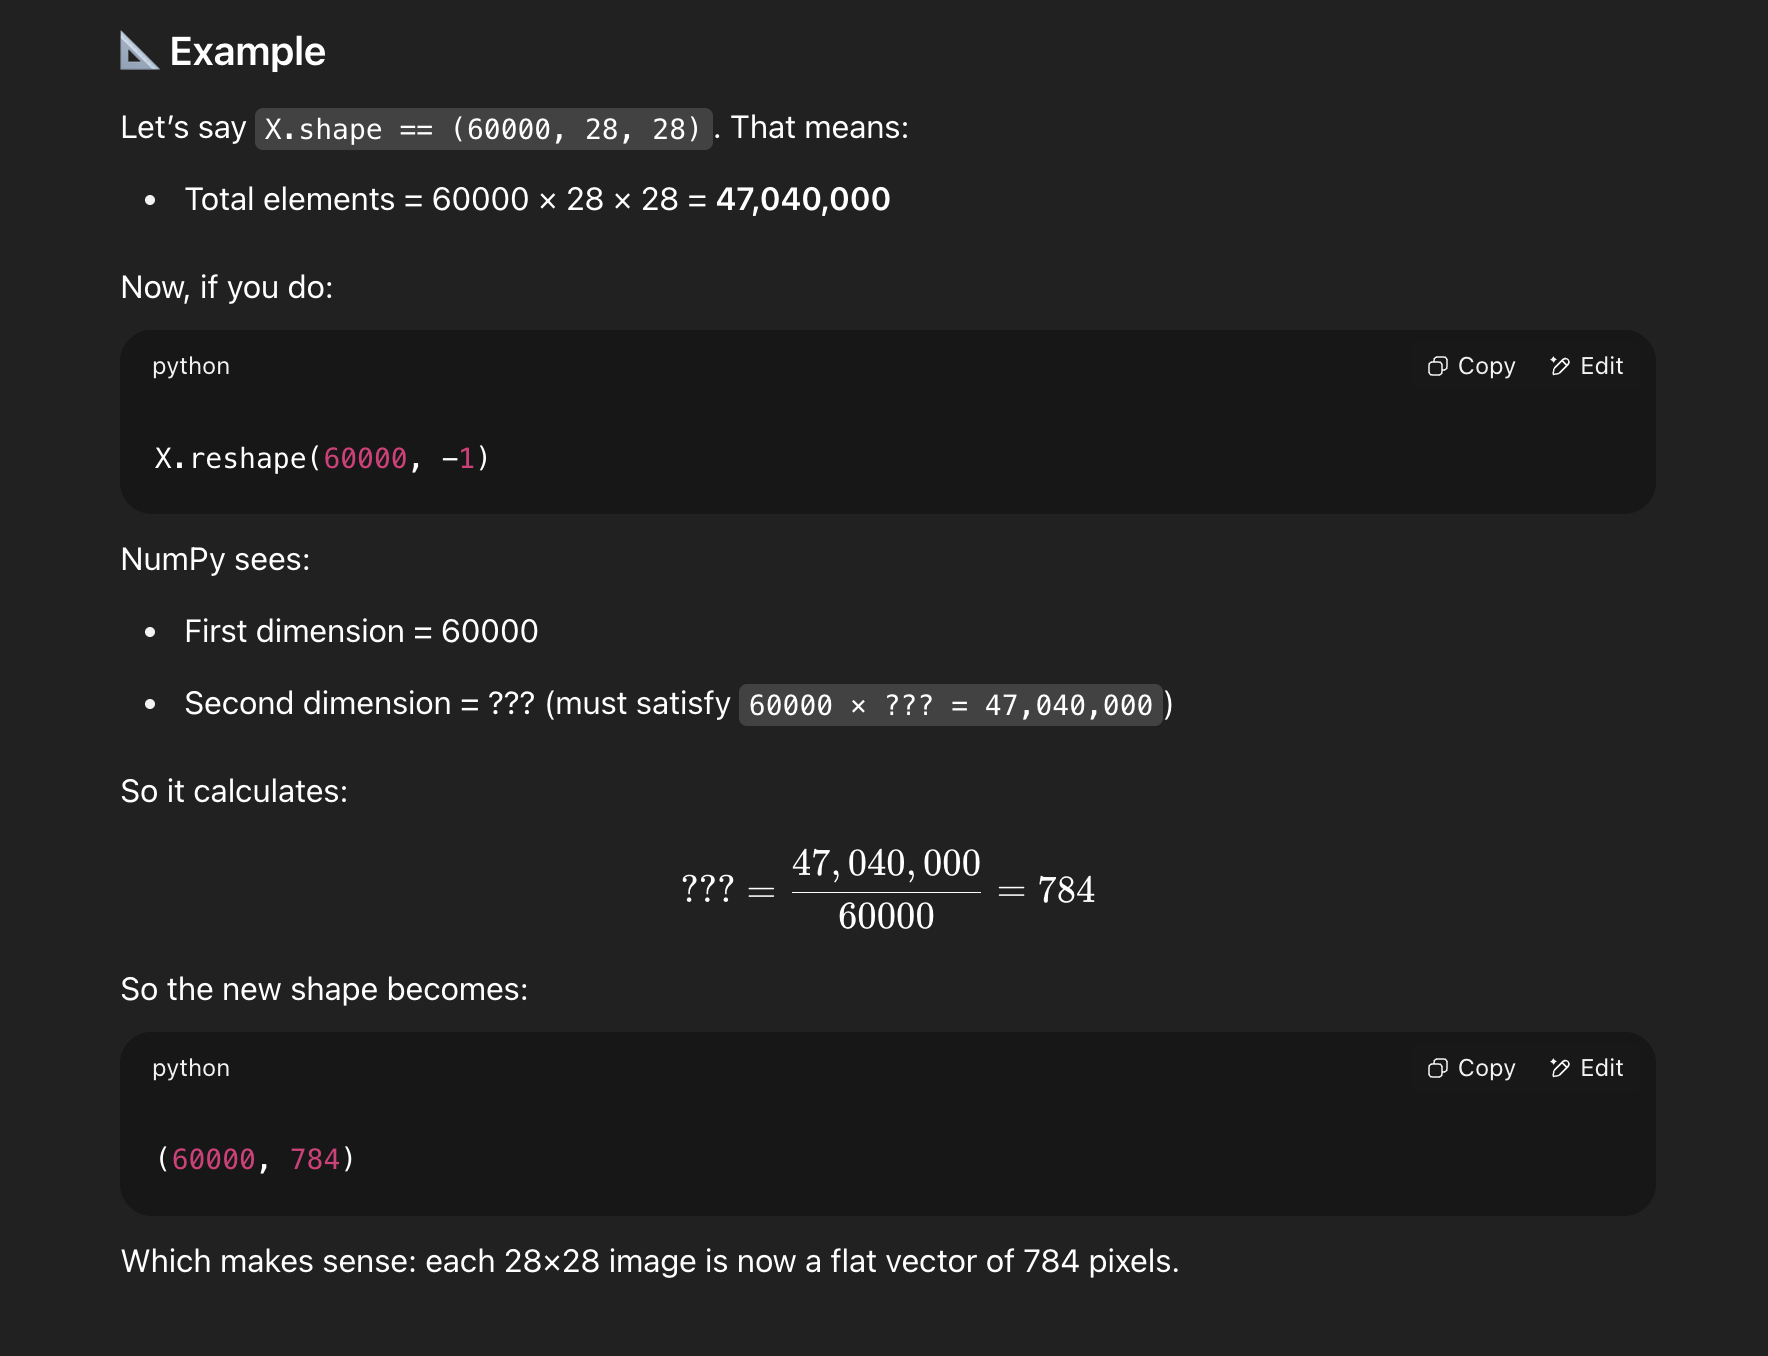 📐 Example
Let's say X.shape == (60000, 28, 28). That means:
• Total elements = 60000 × 28 × 28 = 47,040,000
Now, if you do:
python Copy Edit
X.reshape(60000, -1)
NumPy sees:
• First dimension = 60000
• Second dimension = ??? (must satisfy 60000 × ??? = 47,040,000)
So it calculates:
??? = 47,040,000 / 60000 = 784
So the new shape becomes:
python Copy Edit
(60000, 784)
Which makes sense: each 28×28 image is now a flat vector of 784 pixels.